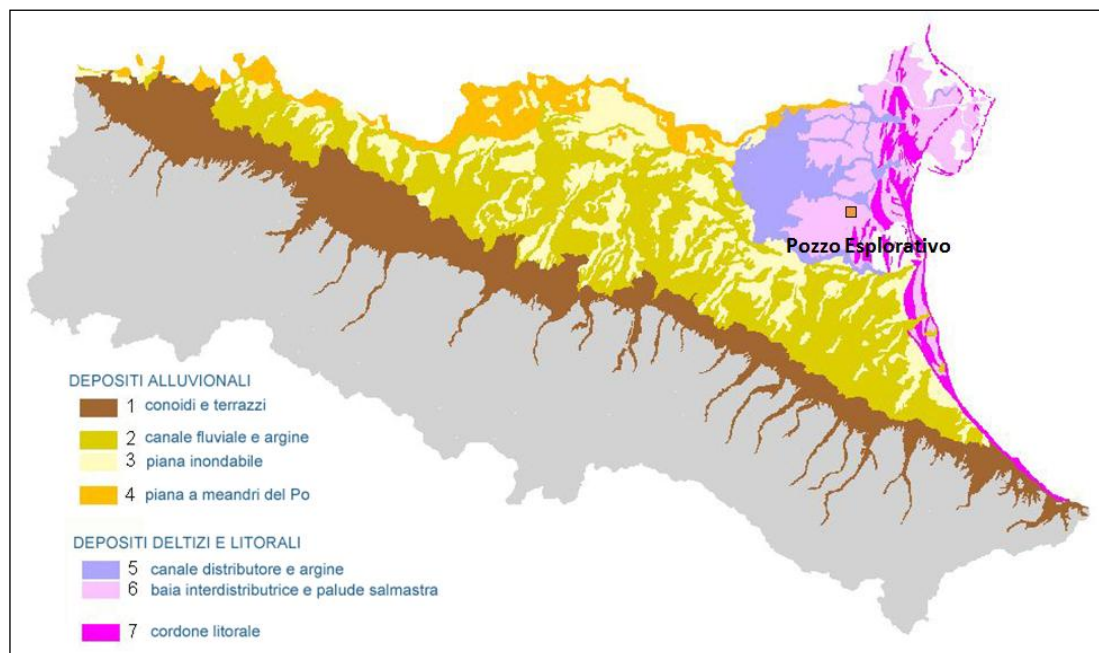 Pozzo Esplorativo
DEPOSITI ALLUVIONALI
1 conoidi e terrazzi
2 canale fluviale e argine
3 piana inondabile
4 piana a meandri del Po
DEPOSITI DELTIZI E LITORALI
5 canale distributore e argine
6 baia interdistributrice e palude salmastra
7 cordone litorale